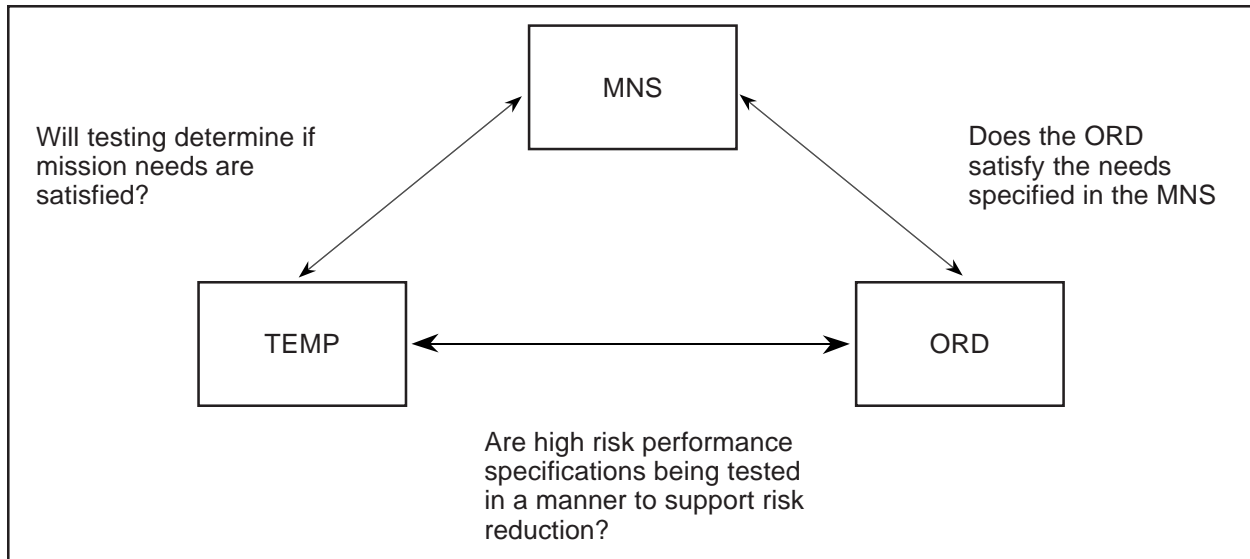 MNS
Will testing determine if
mission needs are
satisfied?
Does the ORD
satisfy the needs
specified in the MNS
TEMP
ORD
Are high risk performance
specifications being tested
in a manner to support risk
reduction?